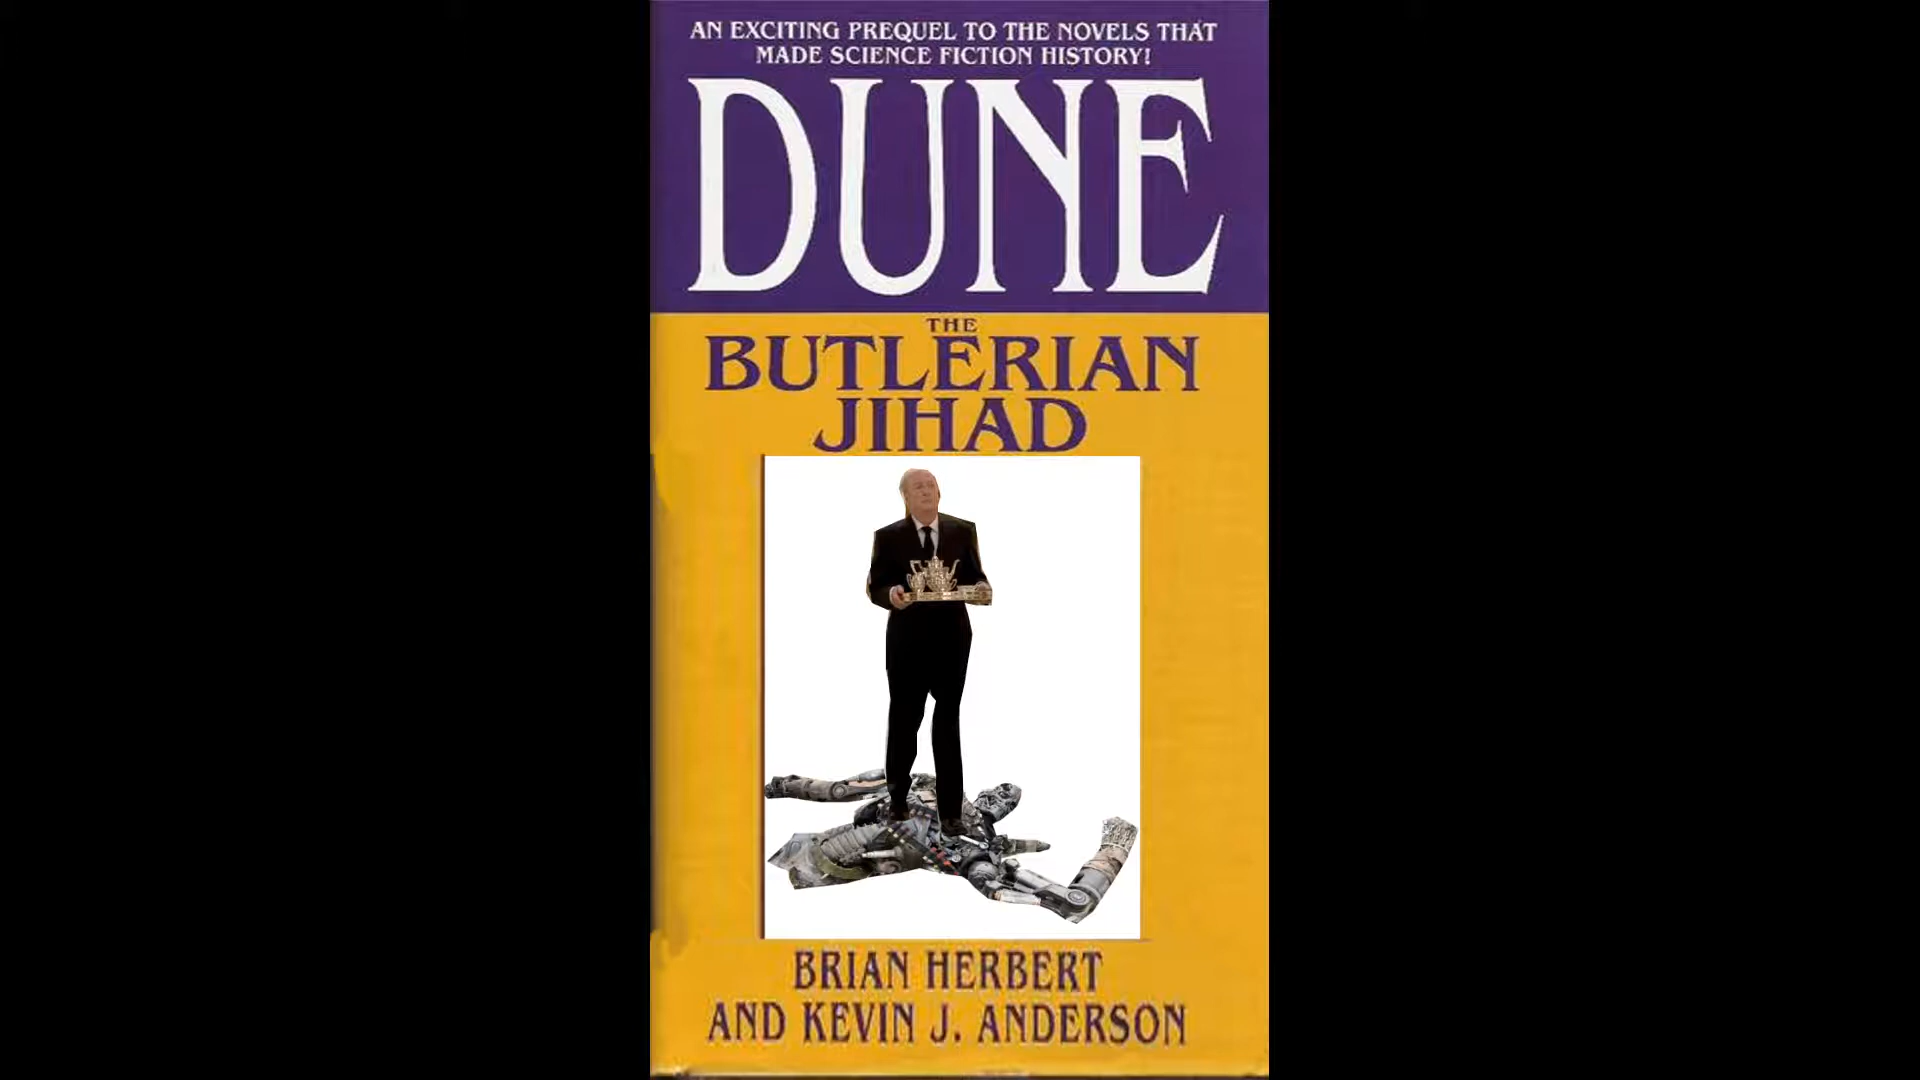 AN EXCITING PREQUEL TO THE NOVELS THAT
MADE SCIENCE FICTION HISTORY!
DUNE
THE
BUTLERIAN
JIHAD
BRIAN HERBERT
AND KEVIN J. ANDERSON